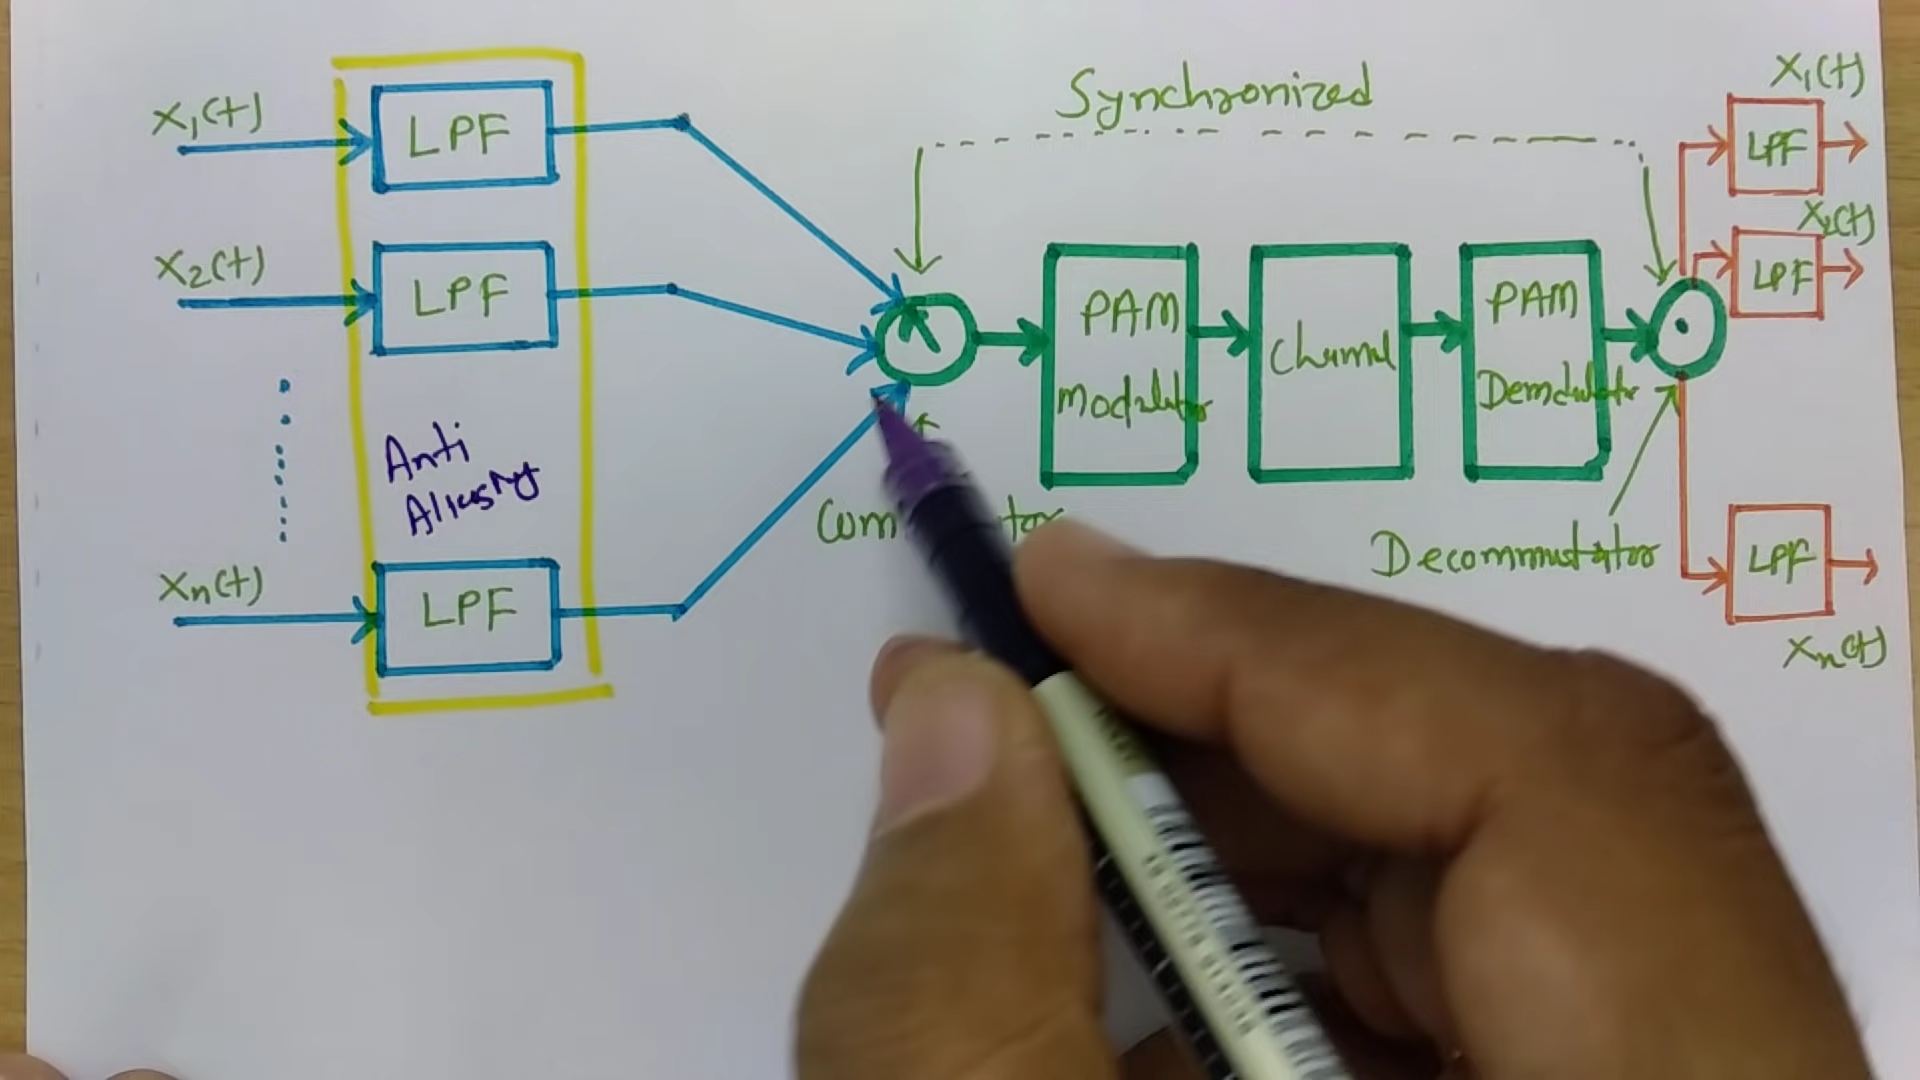 x₁(t)
LPF
Synchronized
x₁(t)
LPF
x₂(t)
LPF
x₂(t)
LPF
PAM
Modulator
Channel
PAM
Demodulator
Anti
Aliasing
Decommutator
xₙ(t)
LPF
LPF
xₙ(t)